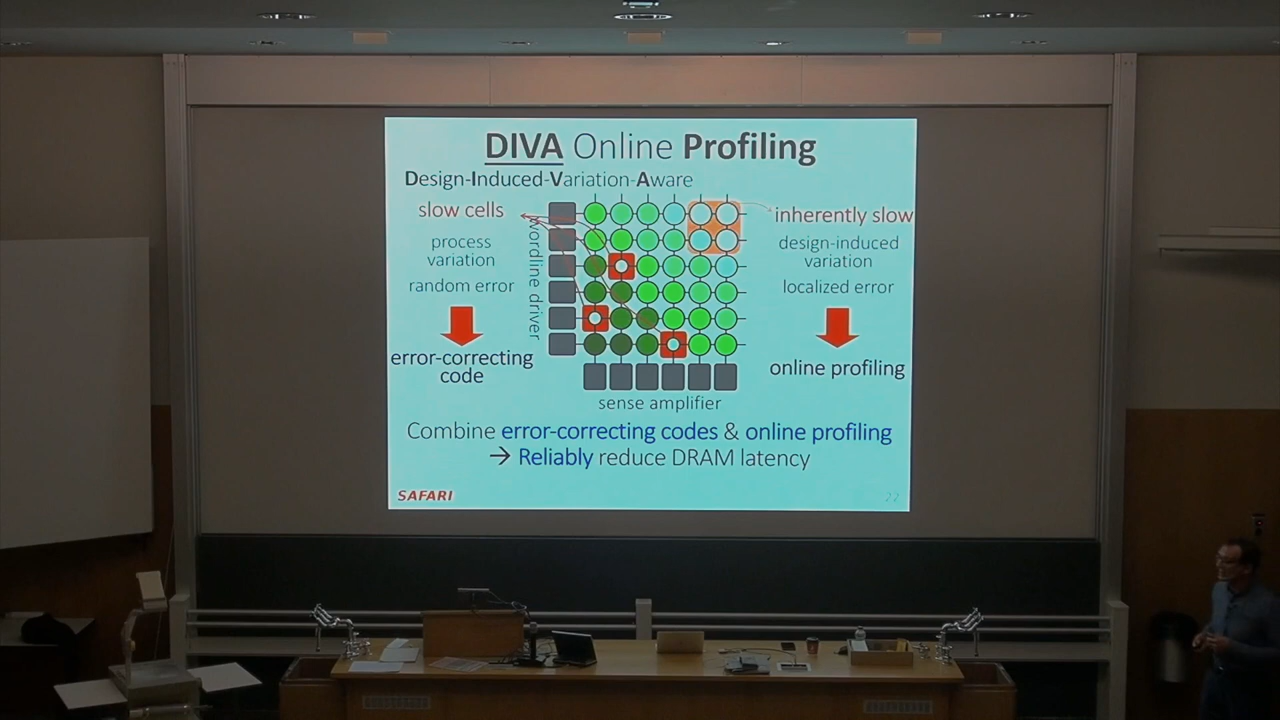 DIVA Online Profiling
Design-Induced-Variation-Aware
slow cells
process
variation
random error
error-correcting
code
wordline driver
sense amplifier
inherently slow
design-induced
variation
localized error
online profiling
Combine error-correcting codes & online profiling
→ Reliably reduce DRAM latency
SAFARI
22